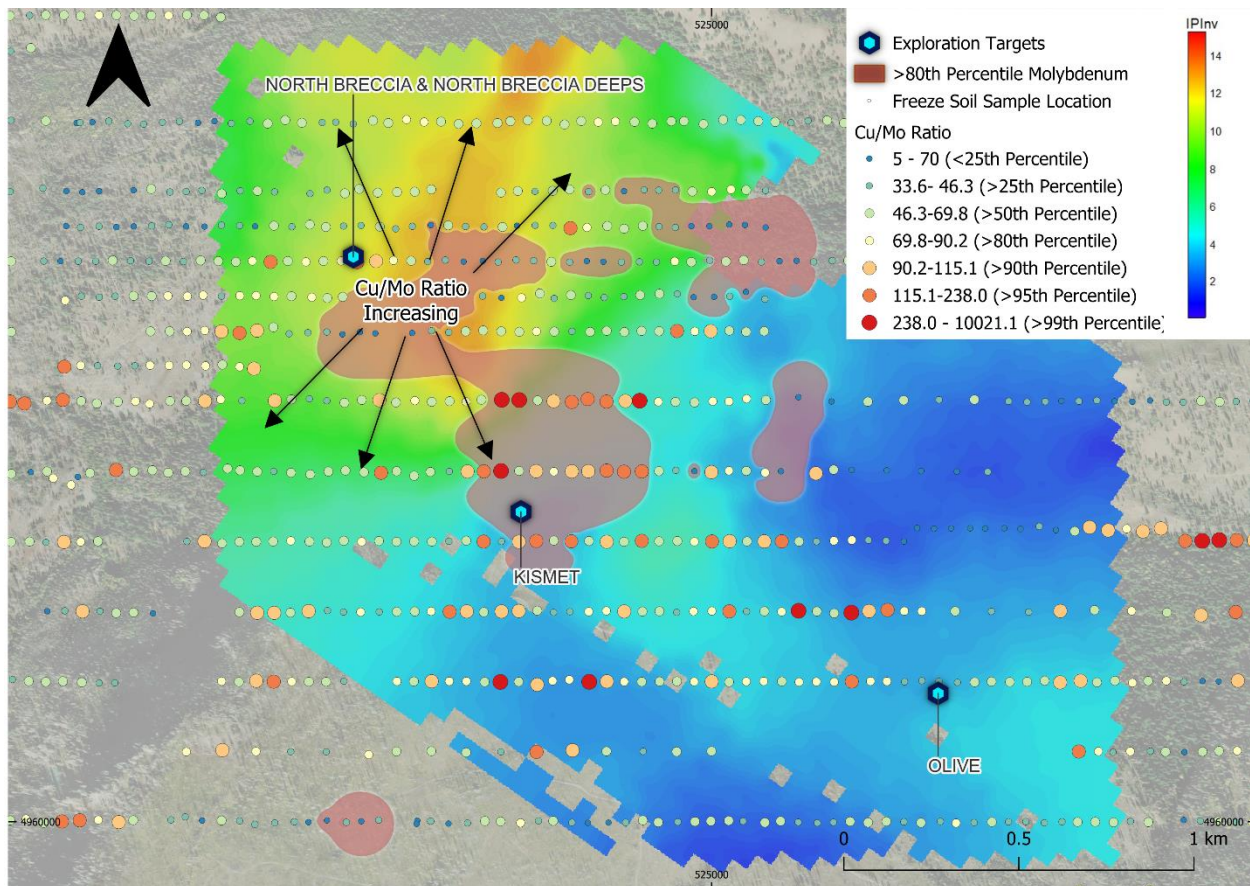 525000
IPInv
14
12
10
8
6
4
2
Exploration Targets
>80th Percentile Molybdenum
Freeze Soil Sample Location
Cu/Mo Ratio
5 - 70 (<25th Percentile)
33.6- 46.3 (>25th Percentile)
46.3-69.8 (>50th Percentile)
69.8-90.2 (>80th Percentile)
90.2-115.1 (>90th Percentile)
115.1-238.0 (>95th Percentile)
238.0 - 10021.1 (>99th Percentile)
NORTH BRECCIA & NORTH BRECCIA DEEPS
Cu/Mo Ratio
Increasing
KISMET
OLIVE
4960000
4960000
0
0.5
1 km
525000